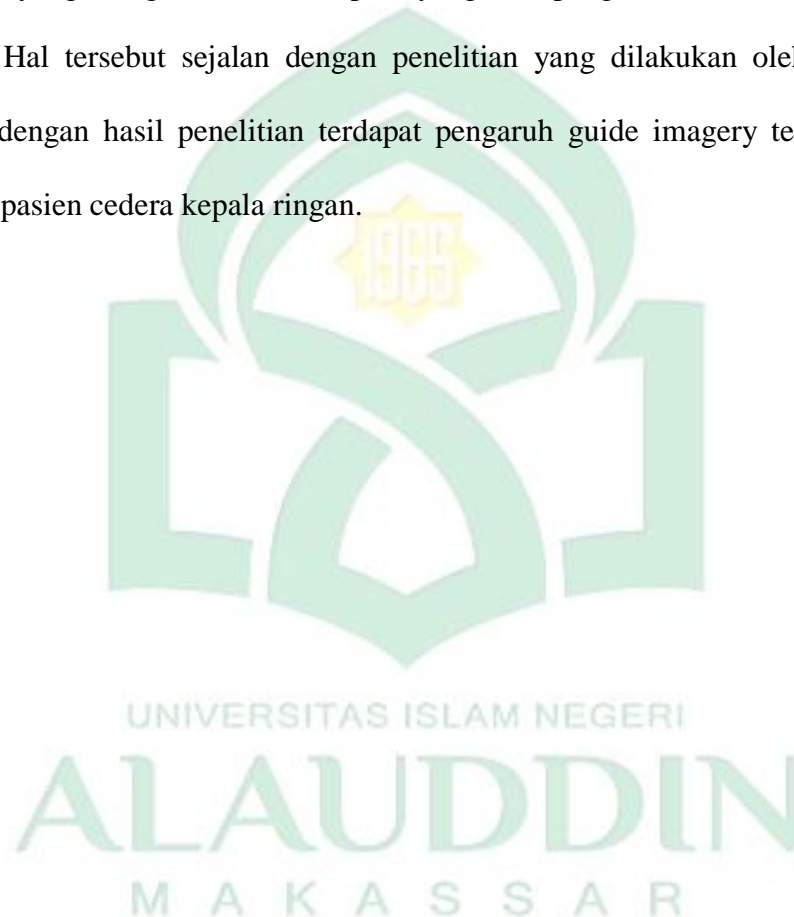 Hal tersebut sejalan dengan penelitian yang dilakukan oleh
dengan hasil penelitian terdapat pengaruh guide imagery te
pasien cedera kepala ringan.
1965
UNIVERSITAS ISLAM NEGERI
ALAUDDIN
MAKASSAR